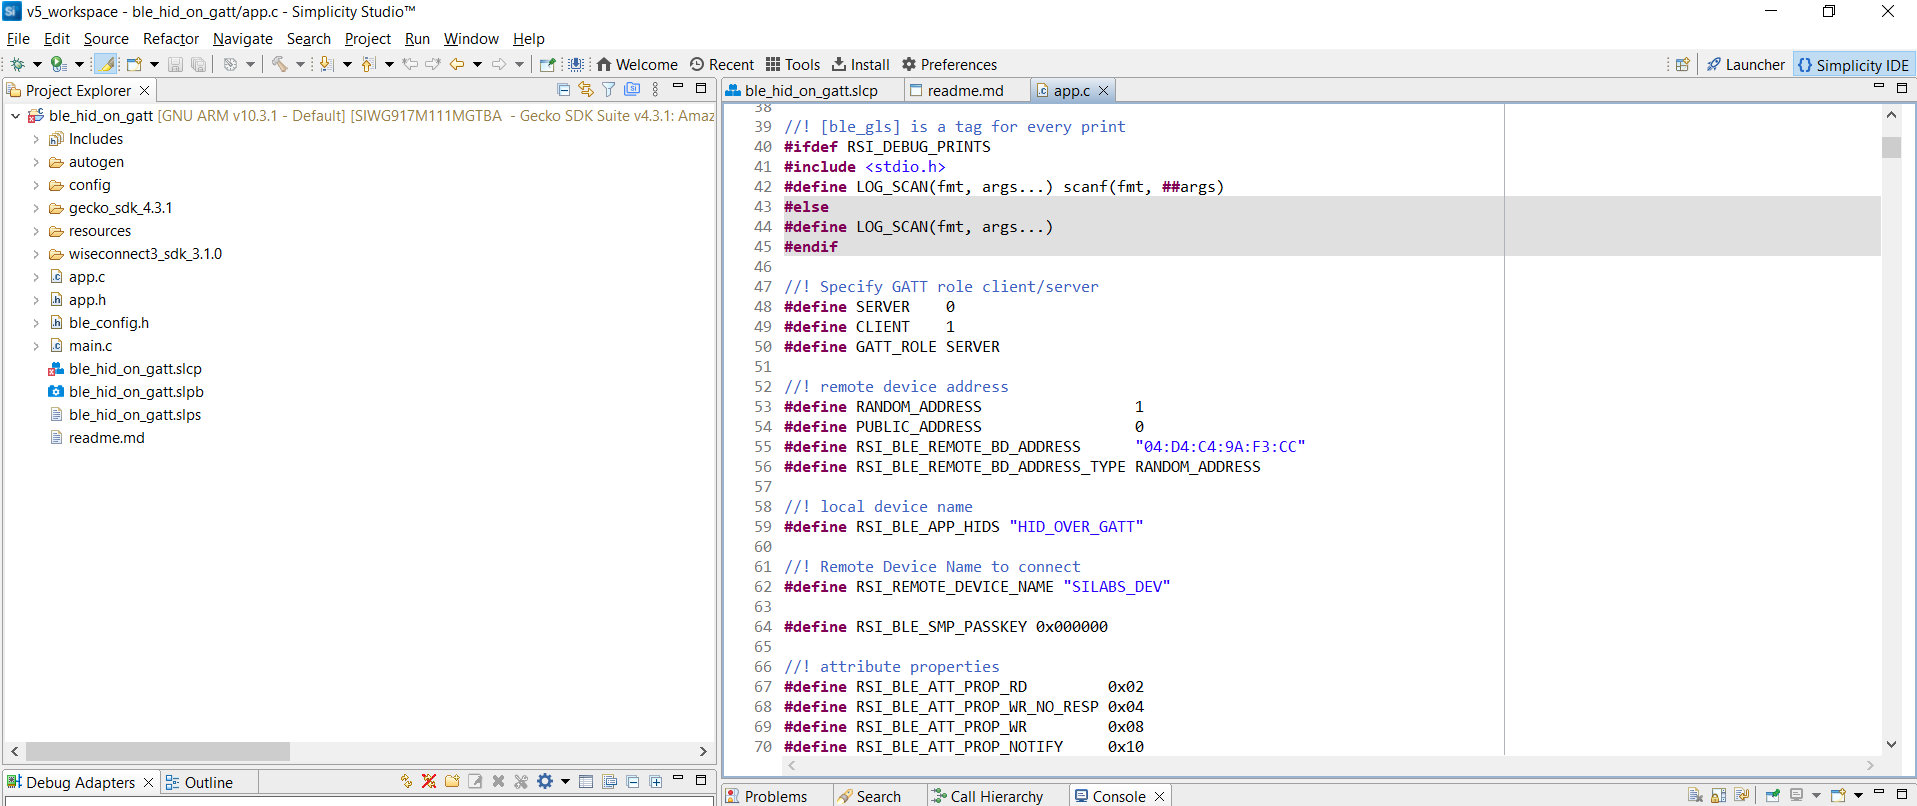 v5_workspace - ble_hid_on_gatt/app.c - Simplicity Studio™
File Edit Source Refactor Navigate Search Project Run Window Help
Welcome Recent Tools Install Preferences Launcher {} Simplicity IDE
Project Explorer
ble_hid_on_gatt [GNU ARM v10.3.1 - Default] [SIWG917M111MGTBA - Gecko SDK Suite v4.3.1: Amaz
Includes
autogen
config
gecko_sdk_4.3.1
resources
wiseconnect3_sdk_3.1.0
app.c
app.h
ble_config.h
main.c
ble_hid_on_gatt.slcp
ble_hid_on_gatt.slpb
ble_hid_on_gatt.slps
readme.md
Debug Adapters Outline
ble_hid_on_gatt.slcp readme.md app.c
38
39 //! [ble_gls] is a tag for every print
40 #ifdef RSI_DEBUG_PRINTS
41 #include <stdio.h>
42 #define LOG_SCAN(fmt, args...) scanf(fmt, ##args)
43 #else
44 #define LOG_SCAN(fmt, args...)
45 #endif
46
47 //! Specify GATT role client/server
48 #define SERVER 0
49 #define CLIENT 1
50 #define GATT_ROLE SERVER
51
52 //! remote device address
53 #define RANDOM_ADDRESS 1
54 #define PUBLIC_ADDRESS 0
55 #define RSI_BLE_REMOTE_BD_ADDRESS "04:D4:C4:9A:F3:CC"
56 #define RSI_BLE_REMOTE_BD_ADDRESS_TYPE RANDOM_ADDRESS
57
58 //! local device name
59 #define RSI_BLE_APP_HIDS "HID_OVER_GATT"
60
61 //! Remote Device Name to connect
62 #define RSI_REMOTE_DEVICE_NAME "SILABS_DEV"
63
64 #define RSI_BLE_SMP_PASSKEY 0x000000
65
66 //! attribute properties
67 #define RSI_BLE_ATT_PROP_RD 0x02
68 #define RSI_BLE_ATT_PROP_WR_NO_RESP 0x04
69 #define RSI_BLE_ATT_PROP_WR 0x08
70 #define RSI_BLE_ATT_PROP_NOTIFY 0x10
Problems Search Call Hierarchy Console